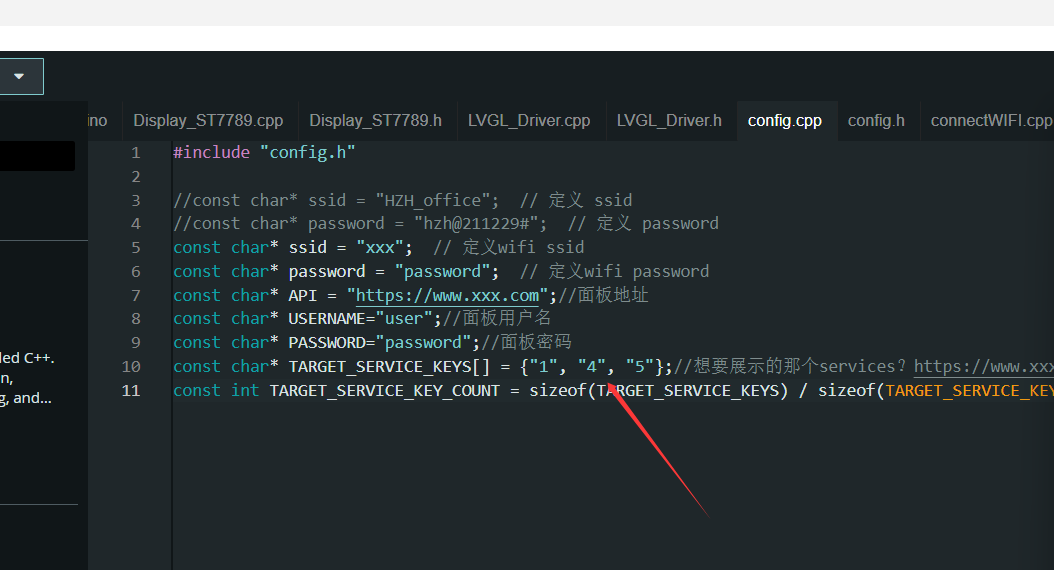 ino Display_ST7789.cpp Display_ST7789.h LVGL_Driver.cpp LVGL_Driver.h config.cpp config.h connectWIFI.cpp
1 #include "config.h"
2
3 //const char* ssid = "HZH_office";  // 定义 ssid
4 //const char* password = "hzh@211229#";  // 定义 password
5 const char* ssid = "xxx";  // 定义wifi ssid
6 const char* password = "password";  // 定义wifi password
7 const char* API = "https://www.xxx.com";//面板地址
8 const char* USERNAME="user";//面板用户名
9 const char* PASSWORD="password";//面板密码
10 const char* TARGET_SERVICE_KEYS[] = {"1", "4", "5"};//想要展示的那个services？https://www.xxx
11 const int TARGET_SERVICE_KEY_COUNT = sizeof(TARGET_SERVICE_KEYS) / sizeof(TARGET_SERVICE_KEY
led C++.
n,
g, and...